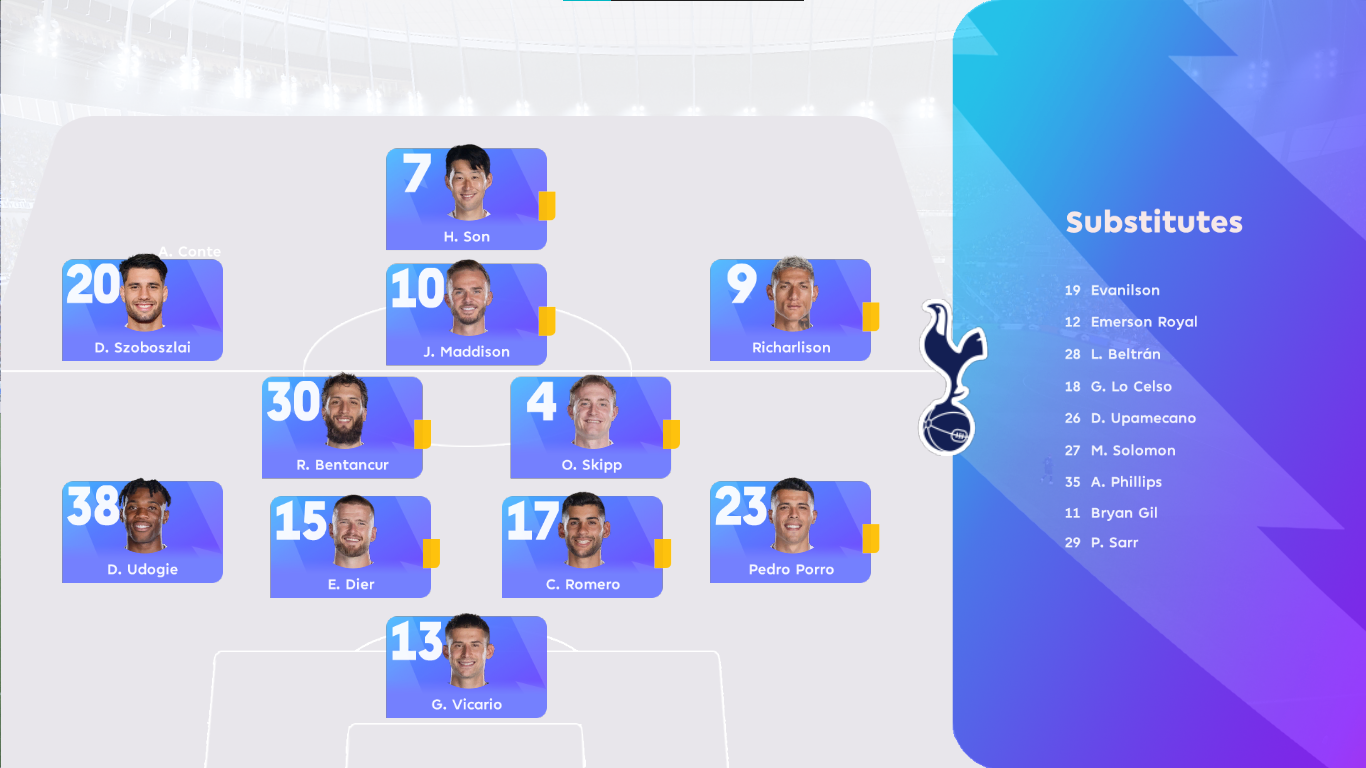 7
H. Son
A. Conte
20
D. Szoboszlai
10
J. Maddison
9
Richarlison
30
R. Bentancur
4
O. Skipp
38
D. Udogie
15
E. Dier
17
C. Romero
23
Pedro Porro
13
G. Vicario
Substitutes
19 Evanilson
12 Emerson Royal
28 L. Beltrán
18 G. Lo Celso
26 D. Upamecano
27 M. Solomon
35 A. Phillips
11 Bryan Gil
29 P. Sarr